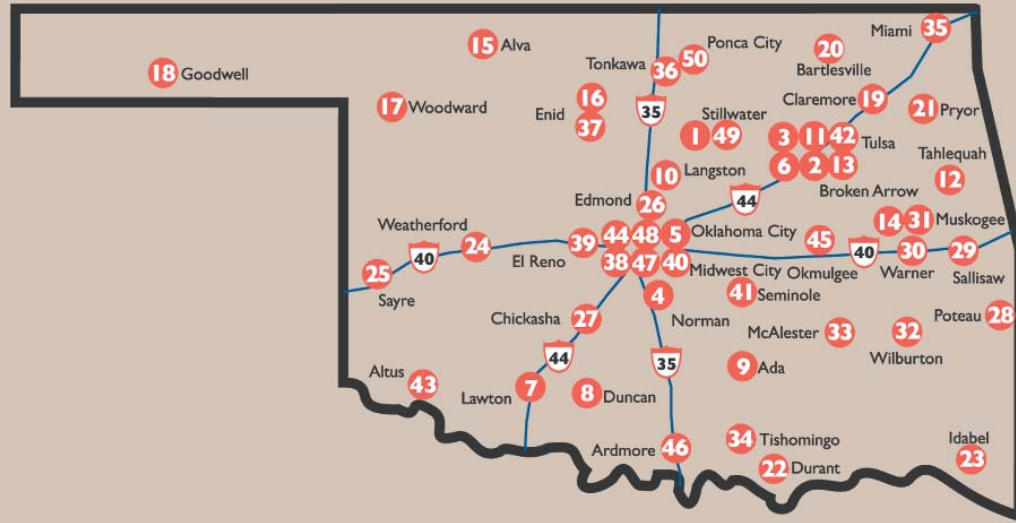 35
Miami
15 Alva
20
Bartlesville
Ponca City
50
Tonkawa 36
18 Goodwell
17 Woodward
16
Enid
37
35
Claremore 19
21
Pryor
Stillwater
1 49
3 11 42 Tulsa
6 2 13
Broken Arrow
Tahlequah
12
10
Langston
Edmond
26
44
14 31 Muskogee
Weatherford
24
40
25
Sayre
El Reno
39
44 48 5 Oklahoma City
38 47 40 Midwest City
45
Okmulgee
40
30
Warner
29
Sallisaw
4
Norman
41
Seminole
Poteau 28
Chickasha 27
McAlester 33
32
Wilburton
44
35
9 Ada
Altus
43
Lawton 7
8 Duncan
Ardmore 46
34 Tishomingo
22 Durant
Idabel
23